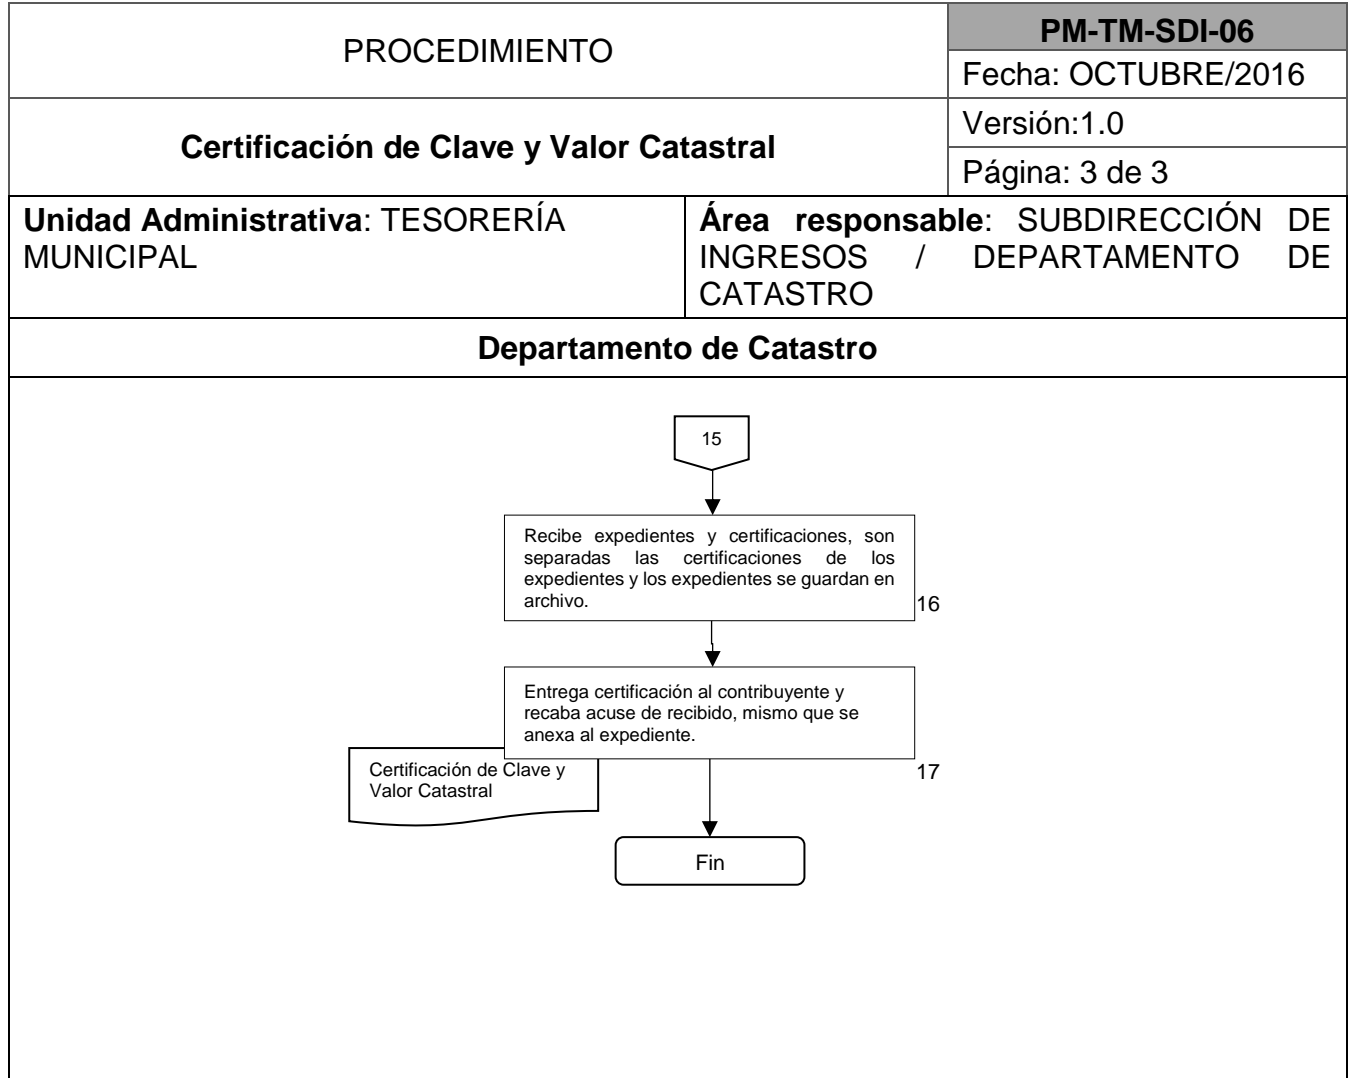 PROCEDIMIENTO
PM-TM-SDI-06
Fecha: OCTUBRE/2016
Certificación de Clave y Valor Catastral
Versión:1.0
Página: 3 de 3
Unidad Administrativa: TESORERÍA
MUNICIPAL
Área responsable: SUBDIRECCIÓN DE
INGRESOS / DEPARTAMENTO DE
CATASTRO
Departamento de Catastro
15
Recibe expedientes y certificaciones, son
separadas las certificaciones de los
expedientes y los expedientes se guardan en
archivo.
16
Entrega certificación al contribuyente y
recaba acuse de recibido, mismo que se
anexa al expediente.
17
Certificación de Clave y
Valor Catastral
Fin